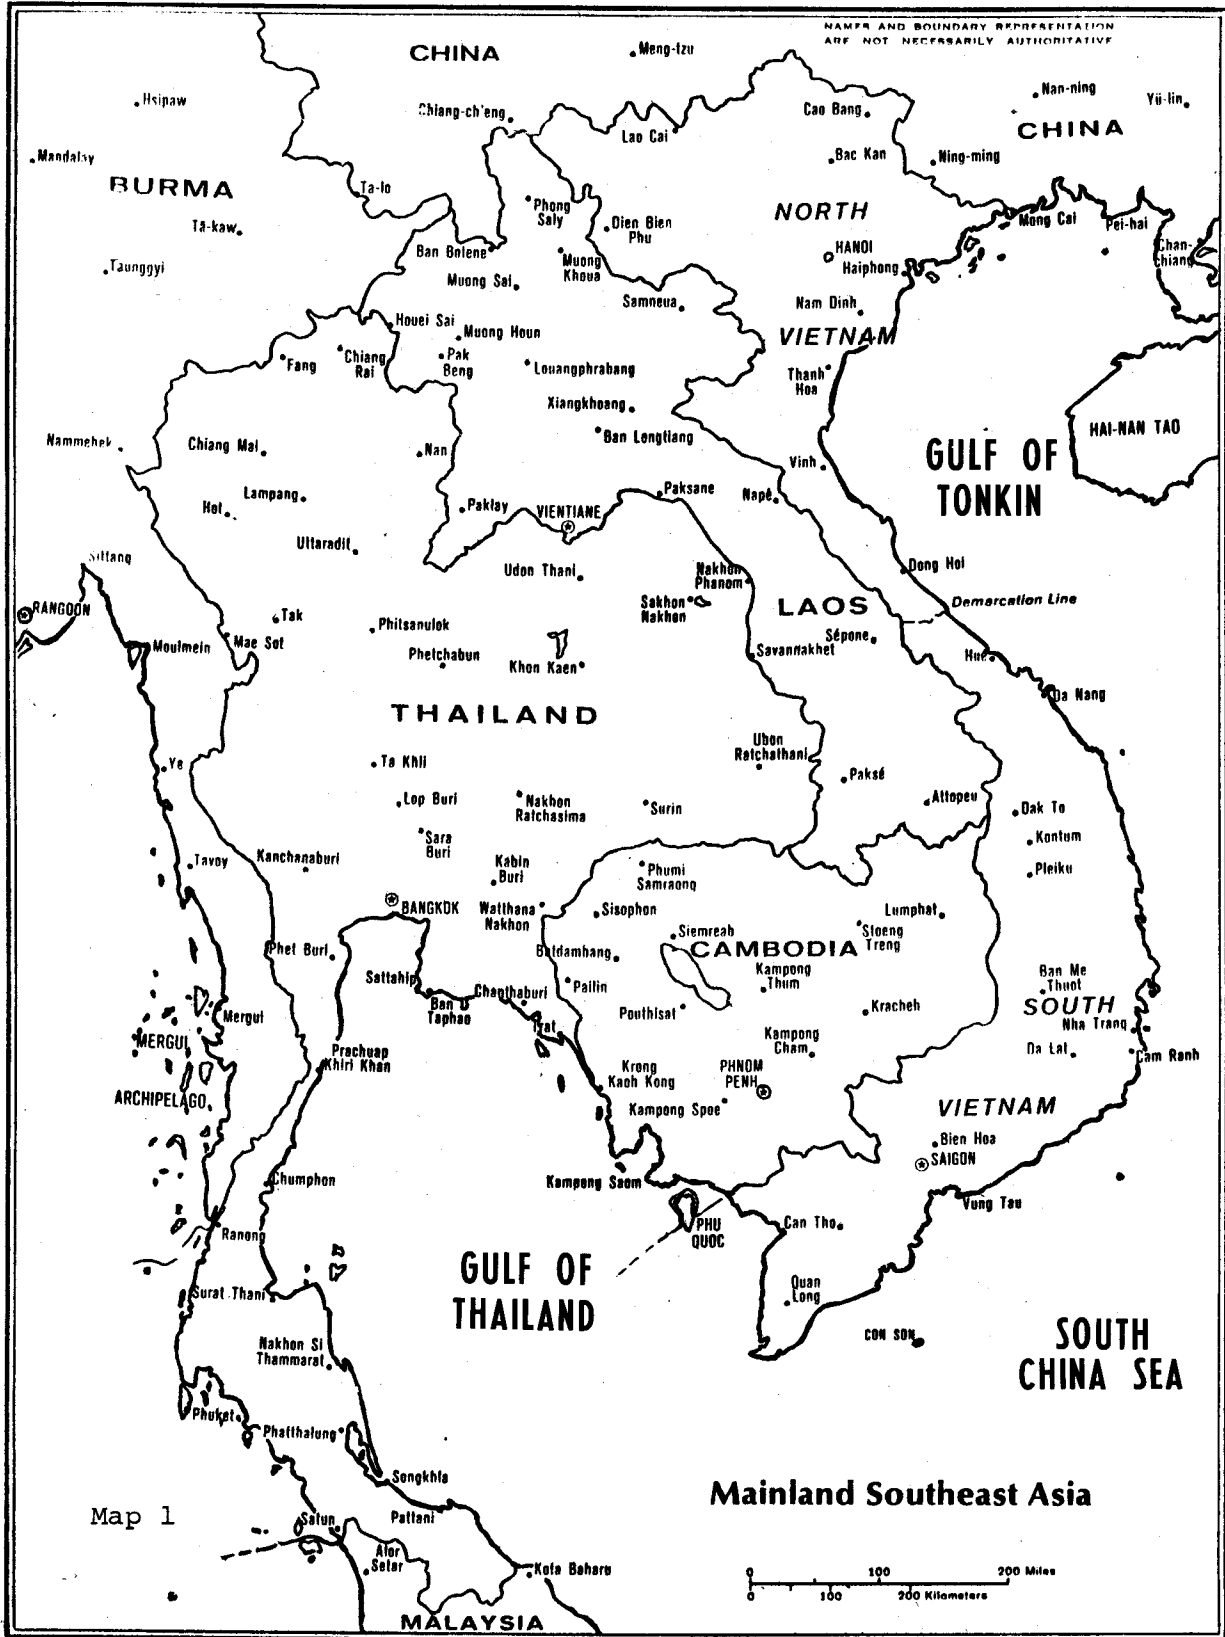 NAMES AND BOUNDARY REPRESENTATION
ARE NOT NECESSARILY AUTHORITATIVE
CHINA
Meng-tzu
Hsipaw
Chiang-ch'eng
Lao Cai
Cao Bang
Nan-ning
Yü-lin
CHINA
Mandalay
BURMA
Ta-lo
Bac Kan
Ning-ming
Phong
Saly
Dien Bien
Phu
NORTH
Mong Cai
Pei-hai
Tā-kaw
Ban Bolene
Muong
Khoua
HANOI
Haiphong
Chan-
chiang
Taunggyi
Muong Sai
Samneua
Nam Dinh
Houei Sai
Muong Houn
VIETNAM
Fang
Chiang
Rai
Pak
Beng
Louangphrabang
Thanh
Hoa
Xiangkhoang
Nammehek
Chiang Mai
Nan
Ban Longtiang
Vinh
GULF OF
TONKIN
HAI-NAN TAO
Lampang
Hot
Paklay
VIENTIANE
Paksane
Napê
Uttaradit
Sittang
Udon Thani
Nakhon
Phanom
Dong Hoi
RANGOON
Tak
Sakhon
Nakhon
LAOS
Demarcation Line
Moulmein
Mae Sot
Phitsanulok
Phetchabun
Khon Kaen
Savannakhet
Sépone
Hue
Da Nang
THAILAND
Ye
Ta Khli
Ubon
Ratchathani
Paksé
Lop Buri
Nakhon
Ratchasima
Surin
Attopeu
Dak To
Kontum
Sara
Buri
Tavoy
Kanchanaburi
Kabin
Buri
Phumi
Samraong
Pleiku
BANGKOK
Watthana
Nakhon
Sisophon
Lumphat
Stoeng
Treng
Siemreab
CAMBODIA
Phet Buri
Batdambang
Sattahip
Ban
Taphao
Chanthaburi
Pailin
Kampong
Thum
Ban Me
Thuot
Mergui
Trat
Pouthisat
Kracheh
SOUTH
Nha Trang
MERGUI
ARCHIPELAGO
Prachuap
Khiri Khan
Kampong
Cham
Da Lat
Cam Ranh
Krong
Kaoh Kong
PHNOM
PENH
Kampong Spoe
VIETNAM
Bien Hoa
SAIGON
Chumphon
Kampong Saom
Vung Tau
Ranong
PHU
QUOC
Can Tho
GULF OF
THAILAND
Surat Thani
Quan
Long
CON SON
SOUTH
CHINA SEA
Nakhon Si
Thammarat
Phuket
Phatthalung
Songkhla
Mainland Southeast Asia
Map 1
Satun
Pattani
Alor
Setar
Kota Baharu
MALAYSIA
0 100 200 Miles
0 100 200 Kilometers